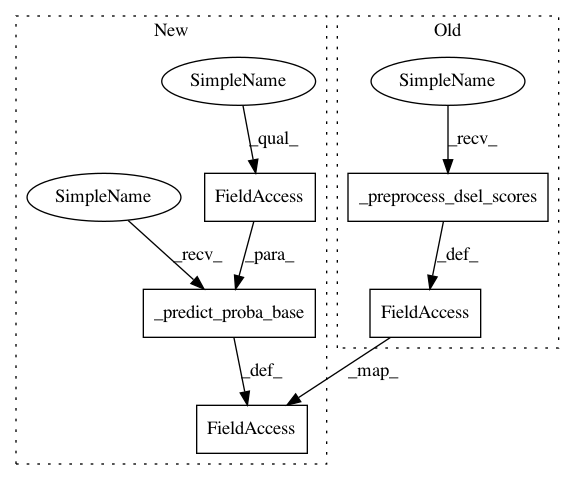 New
Old
SimpleName
SimpleName
_qual_
_recv_
SimpleName
FieldAccess
_preprocess_dsel_scores
_recv_
_para_
_def_
_predict_proba_base
FieldAccess
_def_
_map_
FieldAccess